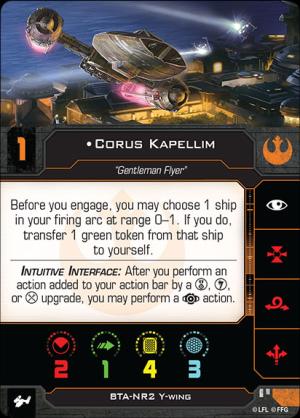 • Corus Kapellim
1
"Gentleman Flyer"
Before you engage, you may choose 1 ship
in your firing arc at range 0–1. If you do,
transfer 1 green token from that ship
to yourself.
Intuitive Interface: After you perform an
action added to your action bar by a
or upgrade, you may perform a action.
2 1 4 3
BTA-NR2 Y-wing
©LFL ©FFG